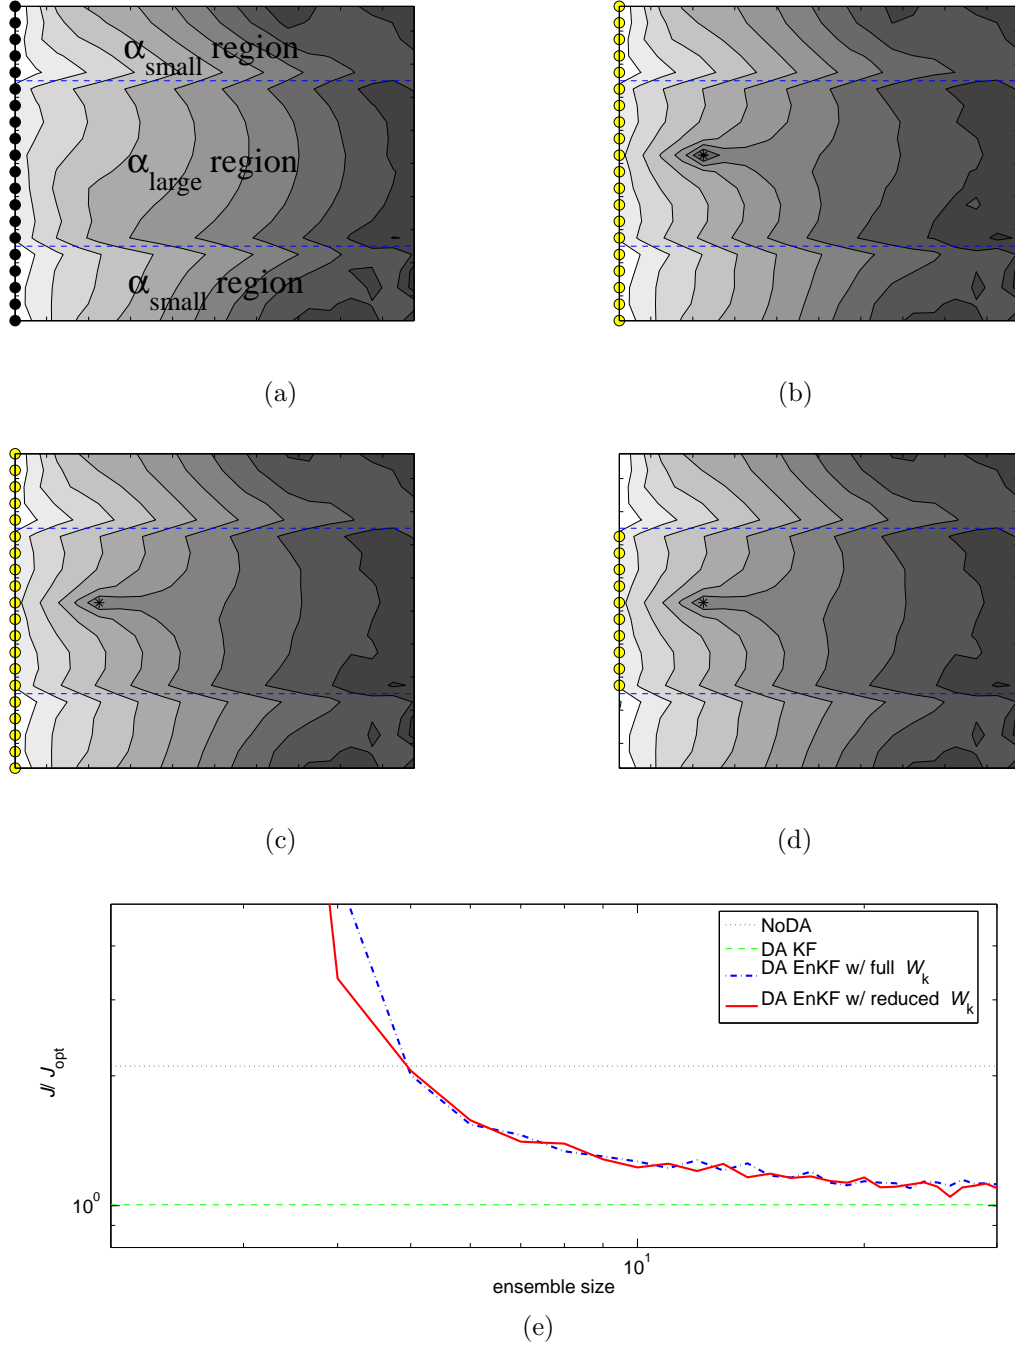 α_small region
α_large region
α_small region
(a)
(b)
(c)
(d)
NoDA
DA KF
DA EnKF w/ full W_k
DA EnKF w/ reduced W_k
J/ J_opt
10^0
10^1
ensemble size
(e)